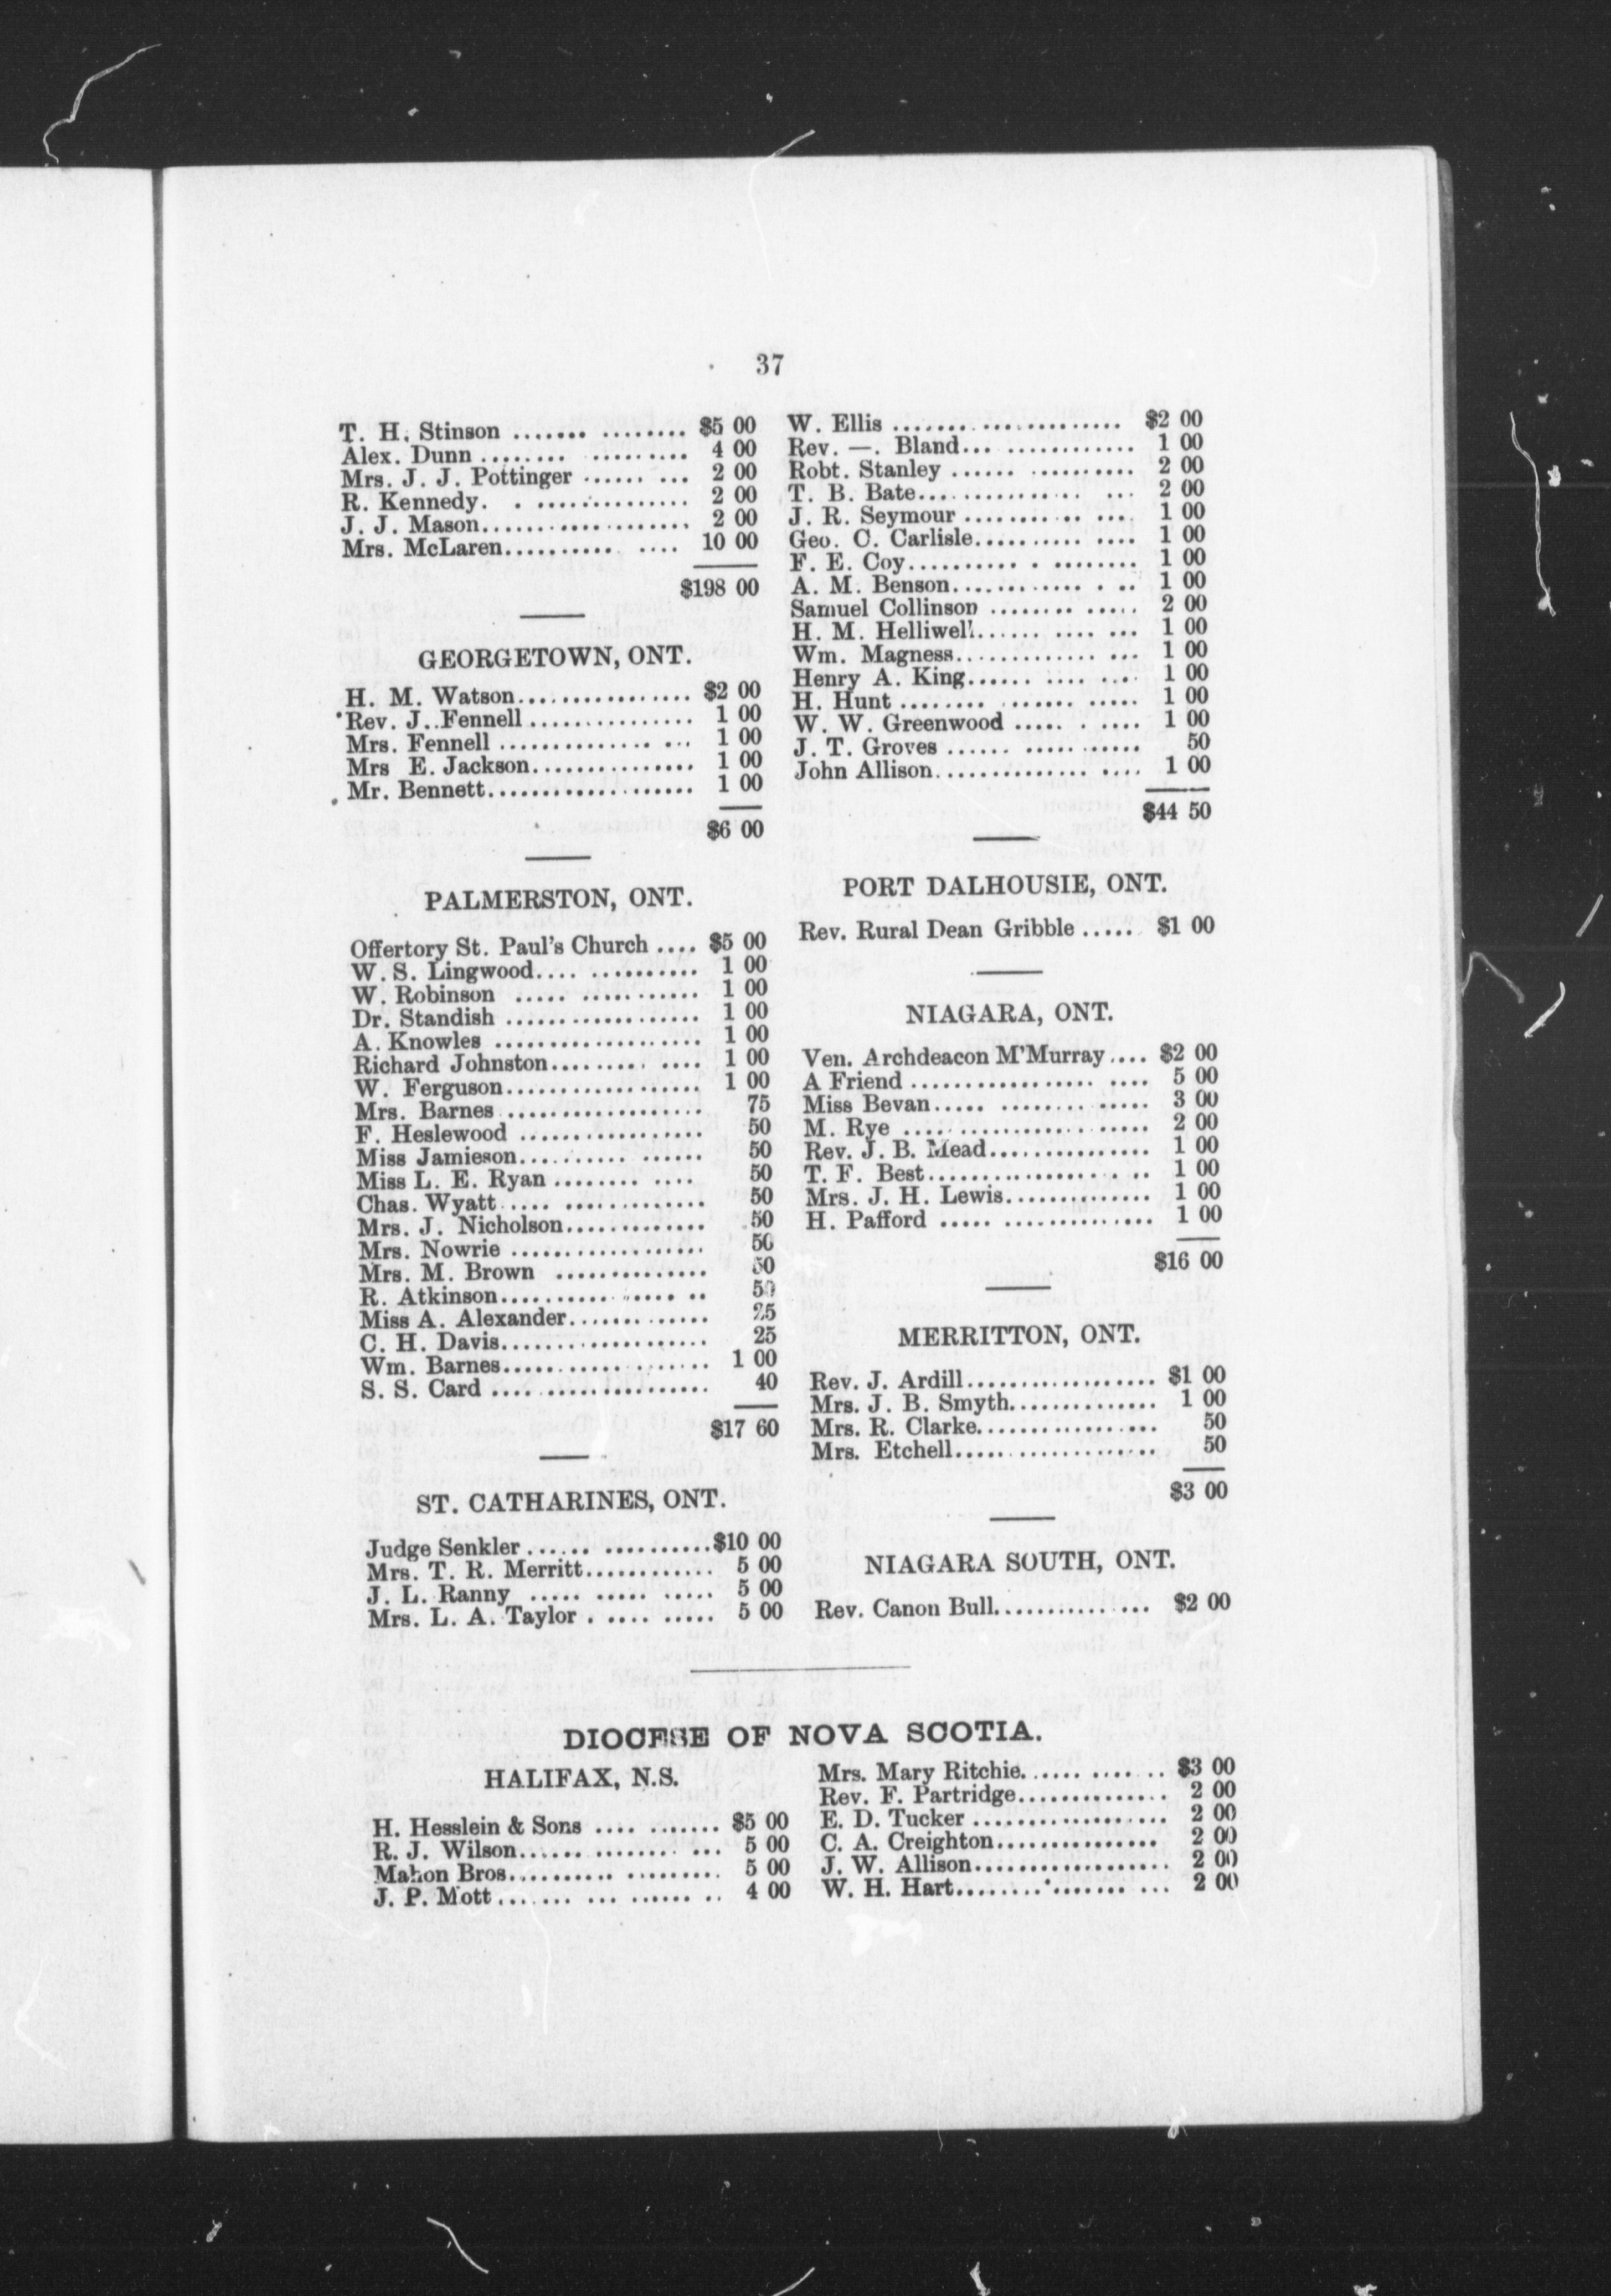 37
T. H. Stinson ....... ........ $5 00
Alex. Dunn ........ ......... 4 00
Mrs. J. J. Pottinger ...... ... 2 00
R. Kennedy. . .............. 2 00
J. J. Mason.................... 2 00
Mrs. McLaren.......... .... 10 00
$198 00
GEORGETOWN, ONT.
H. M. Watson................ $2 00
Rev. J. Fennell ............... 1 00
Mrs. Fennell .............. ... 1 00
Mrs E. Jackson............... 1 00
Mr. Bennett................... 1 00
$6 00
PALMERSTON, ONT.
Offertory St. Paul's Church .... $5 00
W. S. Lingwood.... .......... 1 00
W. Robinson ..... ........... 1 00
Dr. Standish .................. 1 00
A. Knowles ................... 1 00
Richard Johnston......... .... 1 00
W. Ferguson.................. 1 00
Mrs. Barnes .................. 75
F. Heslewood ................. 50
Miss Jamieson.......... ...... 50
Miss L. E. Ryan ........ .... 50
Chas. Wyatt..... ............. 50
Mrs. J. Nicholson............. 50
Mrs. Nowrie .................. 50
Mrs. M. Brown .............. 50
R. Atkinson................ .. 50
Miss A. Alexander............. 25
C. H. Davis................... 25
Wm. Barnes................... 1 00
S. S. Card .................... 40
$17 60
ST. CATHARINES, ONT.
Judge Senkler ...... ..........$10 00
Mrs. T. R. Merritt............ 5 00
J. L. Ranny ..... ..... ..... 5 00
Mrs. L. A. Taylor . .... ..... 5 00
W. Ellis ...................... $2 00
Rev. —. Bland... ............ 1 00
Robt. Stanley ...... .......... 2 00
T. B. Bate............... ... 2 00
J. R. Seymour ........... .... 1 00
Geo. C. Carlisle.......... .... 1 00
F. E. Coy.......... . ........ 1 00
A. M. Benson............ . .. 1 00
Samuel Collinson ........ ..... 2 00
H. M. Helliwell...... .... ... 1 00
Wm. Magness............. ... 1 00
Henry A. King...... .... .... 1 00
H. Hunt ........ ....... ..... 1 00
W. W. Greenwood ..... . .... 1 00
J. T. Groves ...... ........... 50
John Allison.............. .... 1 00
$44 50
PORT DALHOUSIE, ONT.
Rev. Rural Dean Gribble ..... $1 00
NIAGARA, ONT.
Ven. Archdeacon M'Murray.... $2 00
A Friend ................. .... 5 00
Miss Bevan..... ........ ..... 3 00
M. Rye ....................... 2 00
Rev. J. B. Mead............... 1 00
T. F. Best................. . .. 1 00
Mrs. J. H. Lewis.............. 1 00
H. Pafford ..... .............. 1 00
$16 00
MERRITTON, ONT.
Rev. J. Ardill.................. $1 00
Mrs. J. B. Smyth.............. 1 00
Mrs. R. Clarke................. 50
Mrs. Etchell................... 50
$3 00
NIAGARA SOUTH, ONT.
Rev. Canon Bull.............. $2 00
DIOCESE OF NOVA SCOTIA.
HALIFAX, N.S.
H. Hesslein & Sons .... ....... $5 00
R. J. Wilson...... ........ ... 5 00
Mahon Bros.......... ......... 5 00
J. P. Mott....... ... ...... .. 4 00
Mrs. Mary Ritchie...... ..... .. $3 00
Rev. F. Partridge.............. 2 00
E. D. Tucker .................. 2 00
C. A. Creighton............... 2 00
J. W. Allison.................. 2 00
W. H. Hart................ ... 2 00